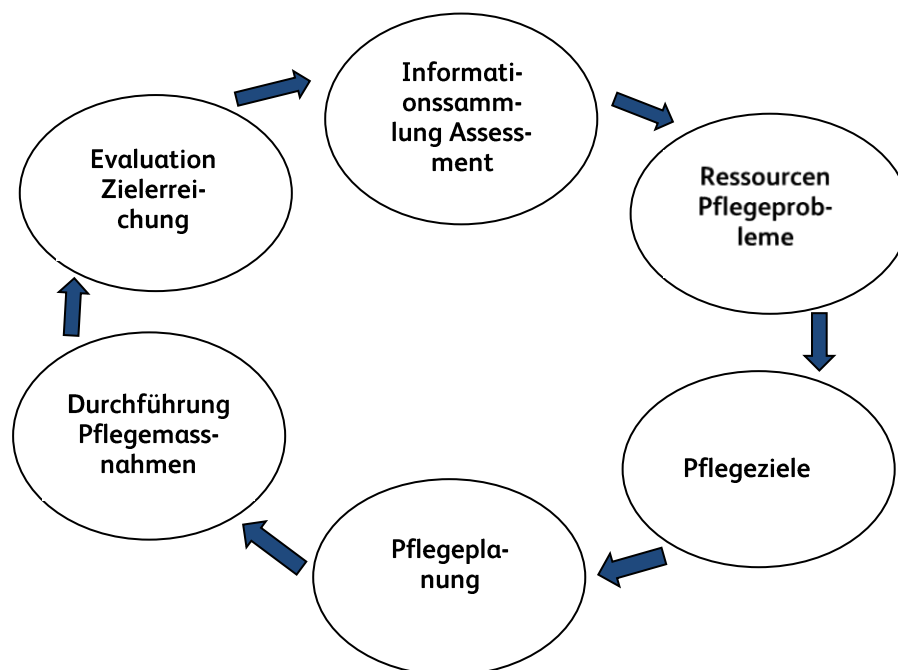 Informati-
onssamm-
lung Assess-
ment
Ressourcen
Pflegeprob-
leme
Pflegeziele
Pflegepla-
nung
Durchführung
Pflegemass-
nahmen
Evaluation
Zielerrei-
chung